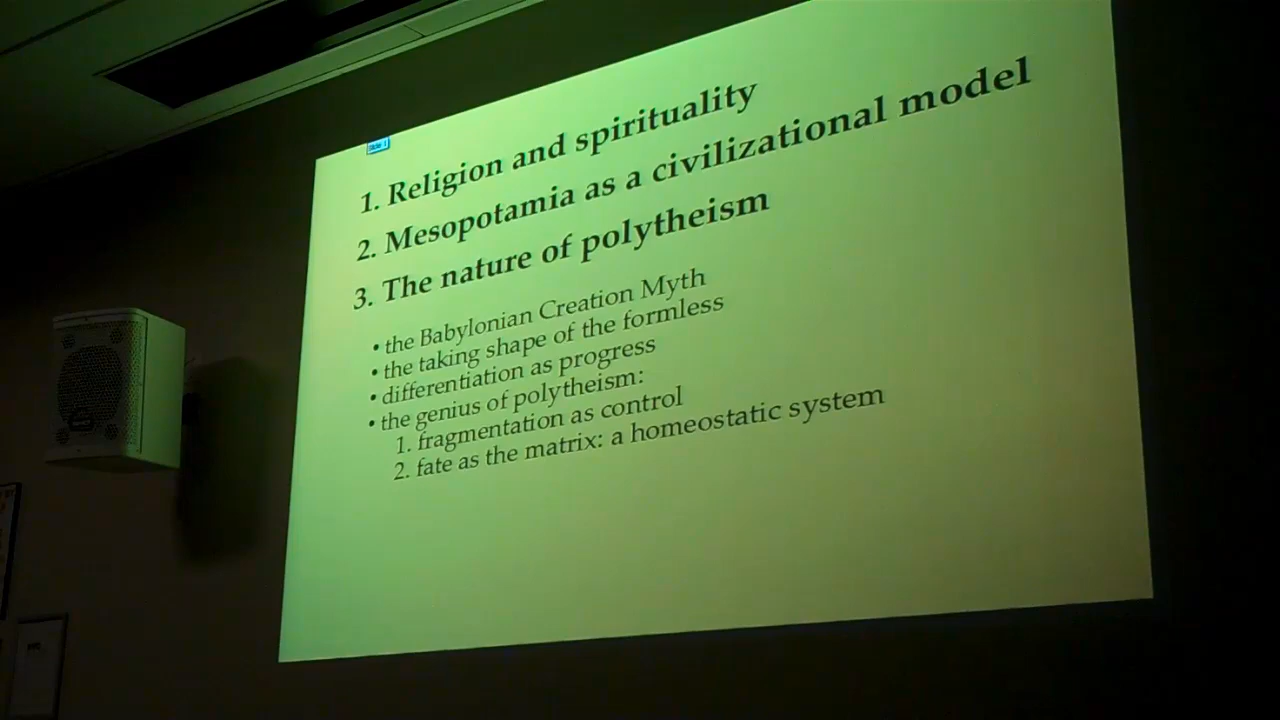 Slide 1
1. Religion and spirituality
2. Mesopotamia as a civilizational model
3. The nature of polytheism
• the Babylonian Creation Myth
• the taking shape of the formless
• differentiation as progress
• the genius of polytheism:
1. fragmentation as control
2. fate as the matrix: a homeostatic system